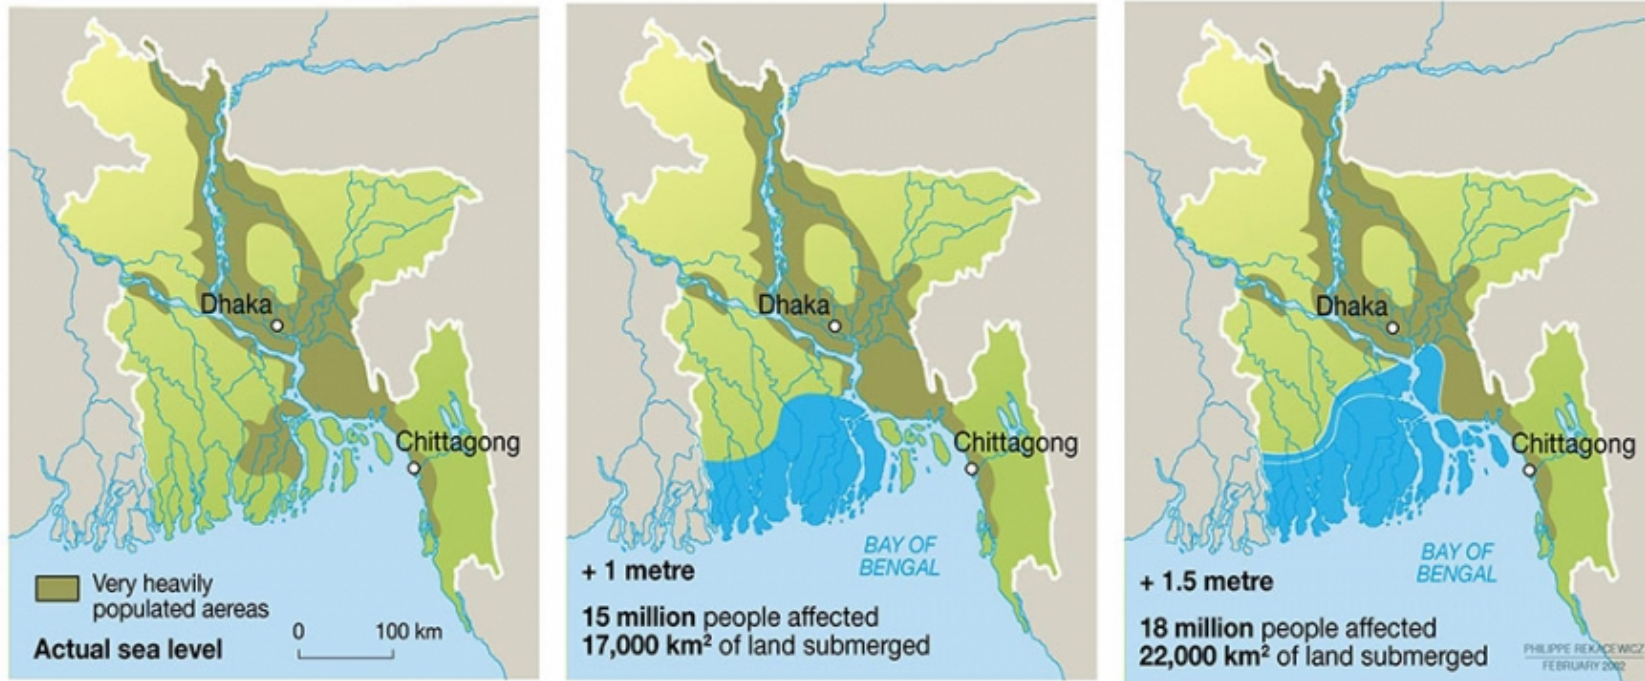 Dhaka
Chittagong
Very heavily
populated aereas
0 100 km
Actual sea level
Dhaka
Chittagong
BAY OF
BENGAL
+ 1 metre
15 million people affected
17,000 km² of land submerged
Dhaka
Chittagong
BAY OF
BENGAL
+ 1.5 metre
18 million people affected
22,000 km² of land submerged
PHILIPPE REKACEWICZ
FEBRUARY 2002